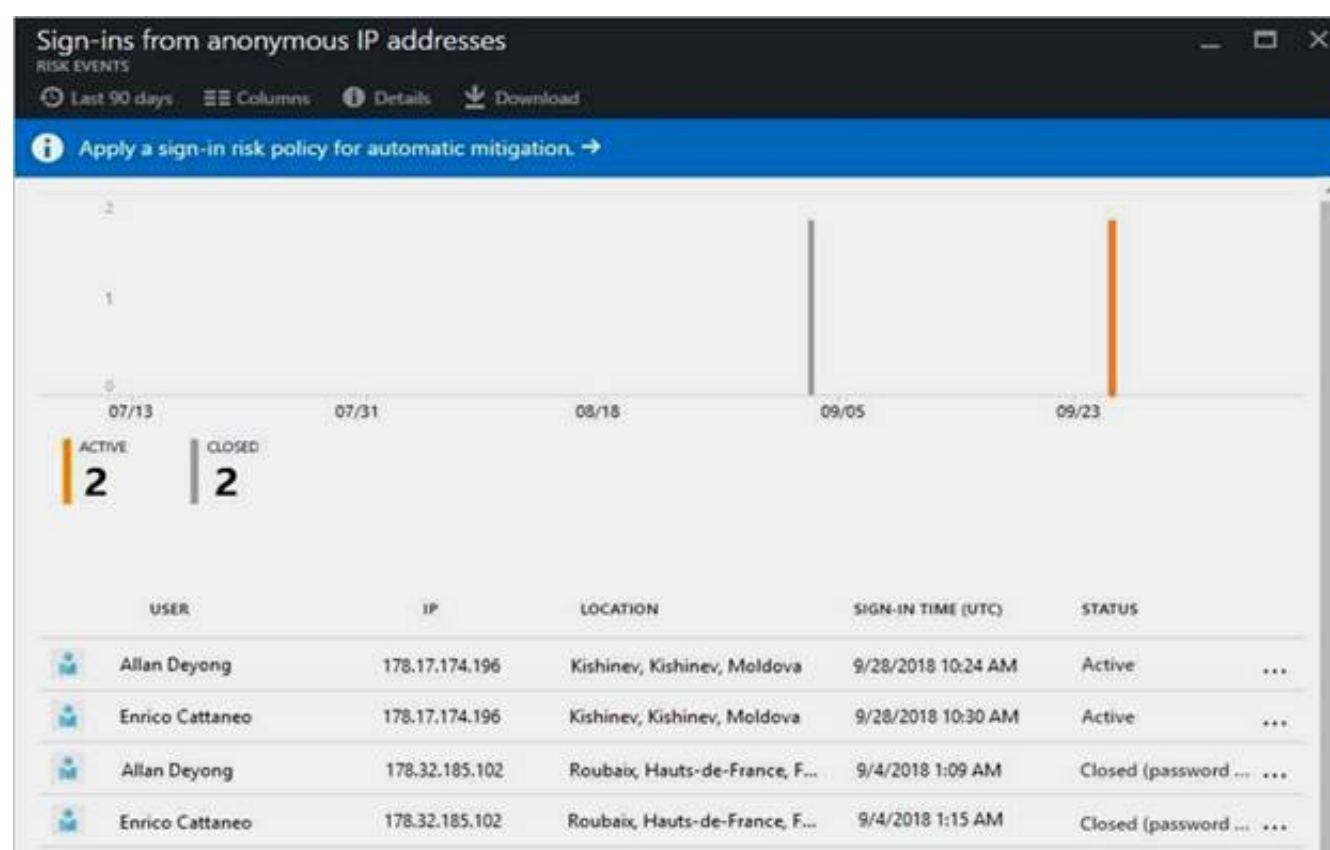 Sign-ins from anonymous IP addresses
RISK EVENTS
Last 90 days Columns Details Download
Apply a sign-in risk policy for automatic mitigation. →
2
1
0
07/13 07/31 08/18 09/05 09/23
ACTIVE CLOSED
2 2
USER IP LOCATION SIGN-IN TIME (UTC) STATUS
Allan Deyong 178.17.174.196 Kishinev, Kishinev, Moldova 9/28/2018 10:24 AM Active ...
Enrico Cattaneo 178.17.174.196 Kishinev, Kishinev, Moldova 9/28/2018 10:30 AM Active ...
Allan Deyong 178.32.185.102 Roubaix, Hauts-de-France, F... 9/4/2018 1:09 AM Closed (password ... ...
Enrico Cattaneo 178.32.185.102 Roubaix, Hauts-de-France, F... 9/4/2018 1:15 AM Closed (password ... ...